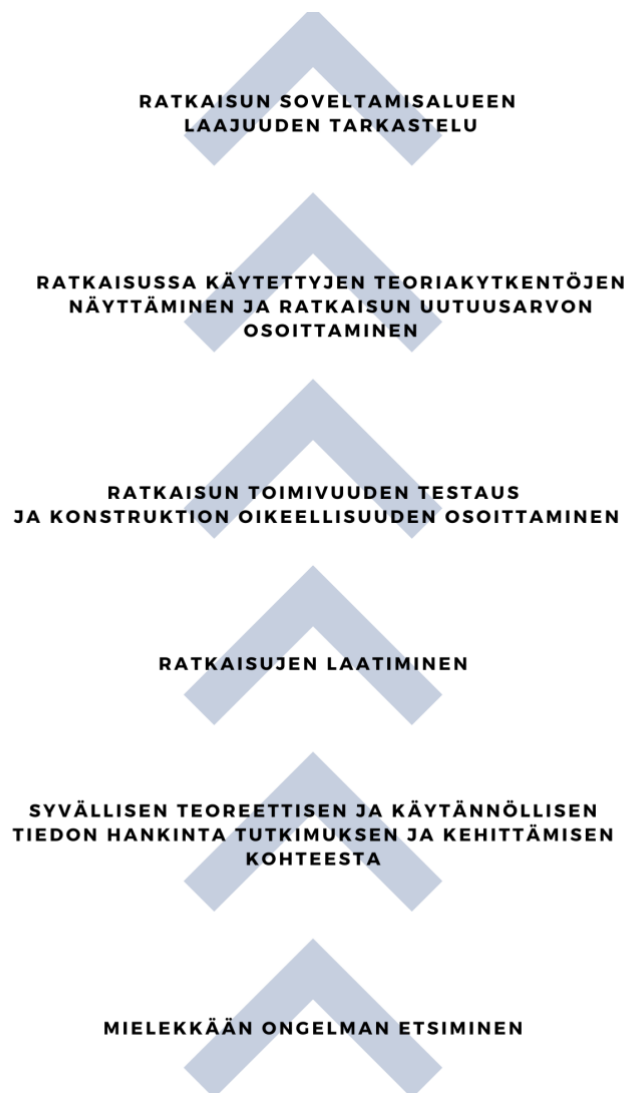 RATKAISUN SOVELTAMISALUEEN
LAAJUUDEN TARKASTELU
RATKAISUSSA KÄYTETTYJEN TEORIAKYTKENTÖJEN
NÄYTTÄMINEN JA RATKAISUN UUTUUSARVON
OSOITTAMINEN
RATKAISUN TOIMIVUUDEN TESTAUS
JA KONSTRUKTION OIKEELLISUUDEN OSOITTAMINEN
RATKAISUJEN LAATIMINEN
SYVÄLLISEN TEOREETTISEN JA KÄYTÄNNÖLLISEN
TIEDON HANKINTA TUTKIMUKSEN JA KEHITTÄMISEN
KOHTEESTA
MIELEKKÄÄN ONGELMAN ETSIMINEN